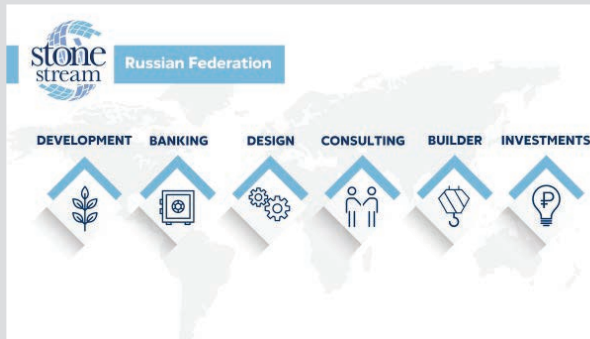 stone
stream
Russian Federation
DEVELOPMENT BANKING DESIGN CONSULTING BUILDER INVESTMENTS
₽